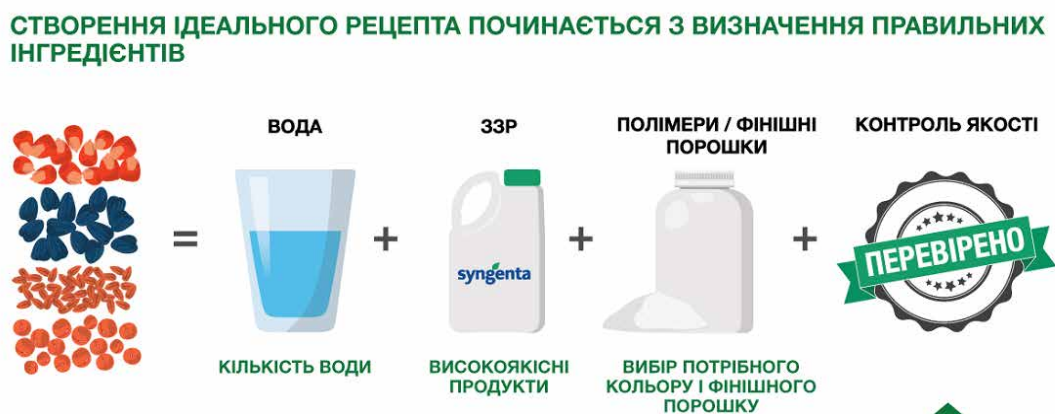 СТВОРЕННЯ ІДЕАЛЬНОГО РЕЦЕПТА ПОЧИНАЄТЬСЯ З ВИЗНАЧЕННЯ ПРАВИЛЬНИХ
ІНГРЕДІЄНТІВ
ВОДА
ЗЗР
ПОЛІМЕРИ / ФІНІШНІ
ПОРОШКИ
КОНТРОЛЬ ЯКОСТІ
=
+
syngenta
+
+
ПЕРЕВІРЕНО
КІЛЬКІСТЬ ВОДИ
ВИСОКОЯКІСНІ
ПРОДУКТИ
ВИБІР ПОТРІБНОГО
КОЛЬОРУ І ФІНІШНОГО
ПОРОШКУ